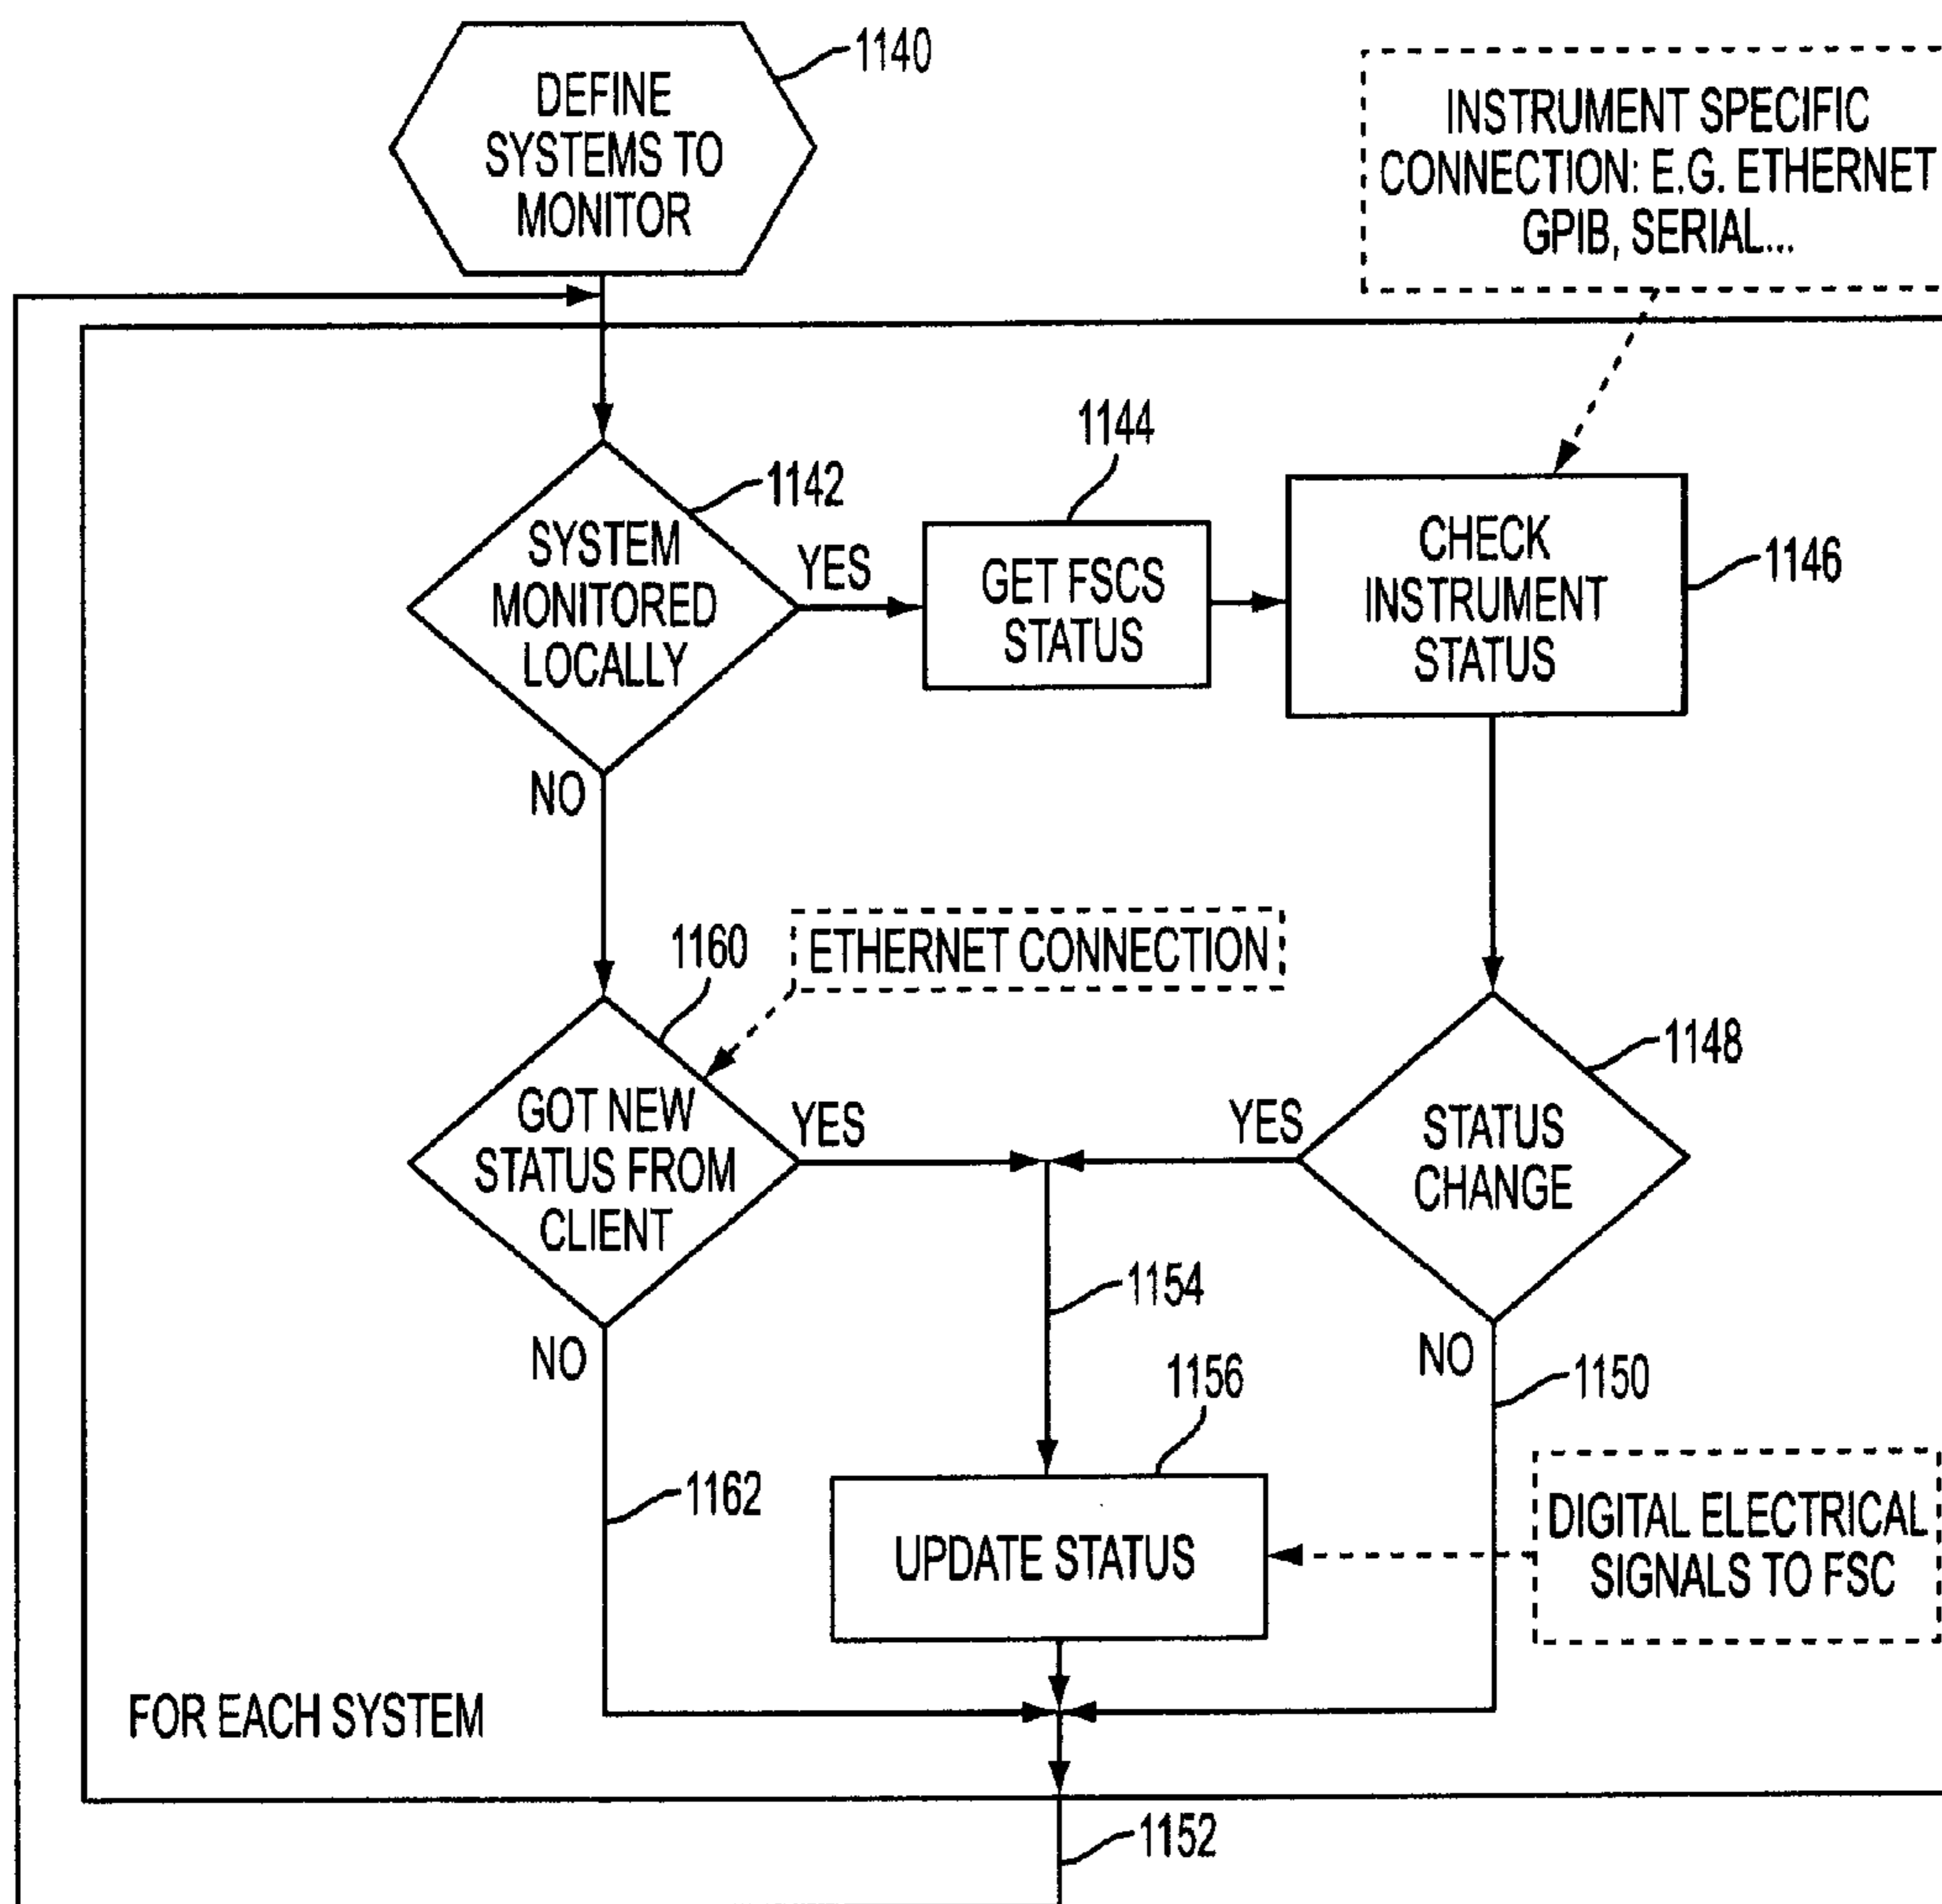 DEFINE
SYSTEMS TO
MONITOR
1140
INSTRUMENT SPECIFIC
CONNECTION: E.G. ETHERNET
GPIB, SERIAL...
1142
SYSTEM
MONITORED
LOCALLY
YES
NO
1144
GET FSCS
STATUS
CHECK
INSTRUMENT
STATUS
1146
1160
ETHERNET CONNECTION
GOT NEW
STATUS FROM
CLIENT
YES
NO
1148
YES
STATUS
CHANGE
NO
1154
1150
1156
1162
UPDATE STATUS
DIGITAL ELECTRICAL
SIGNALS TO FSC
FOR EACH SYSTEM
1152